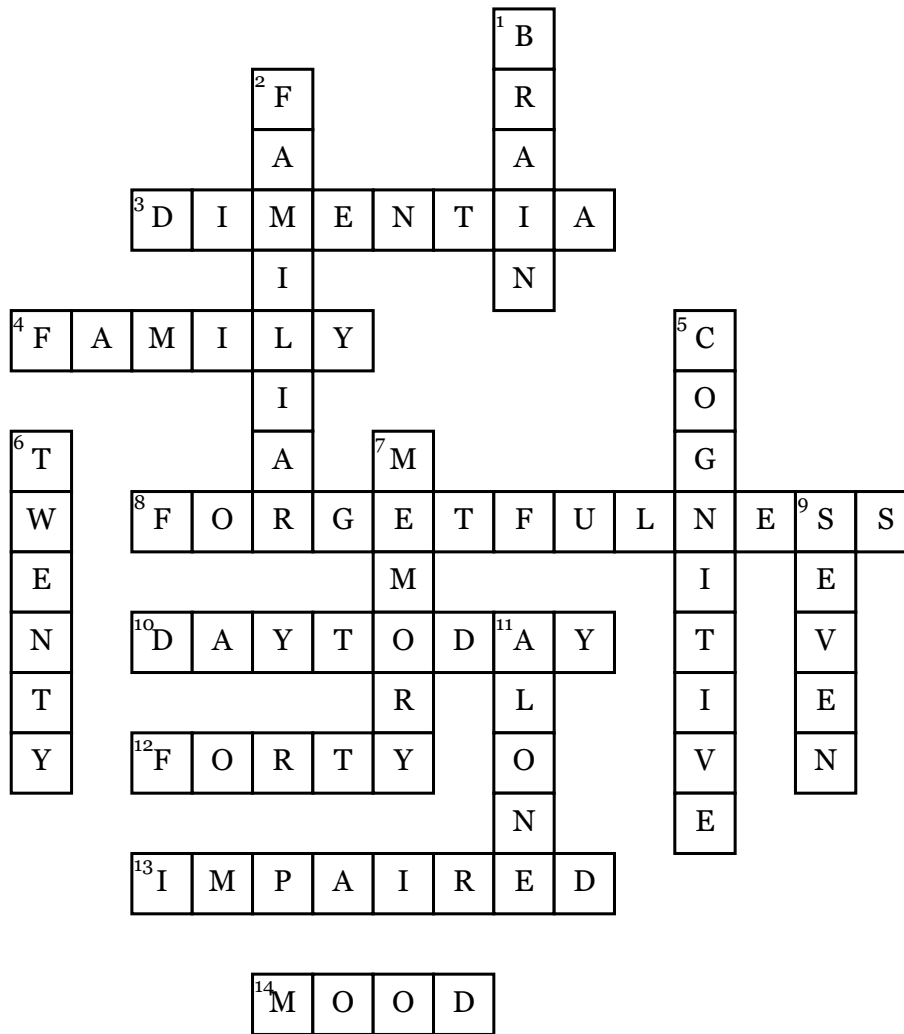 1 B
2 F R
A A
3 D I M E N T I A
I N
4 F A M I L Y 5 C
I O
6 T A 7 M G
W 8 F O R G E T F U L N E 9 S S
E M I E
N 10 D A Y T O D 11 A Y T V
T R L I E
Y 12 F O R T Y O V N
N E
13 I M P A I R E D
14 M O O D